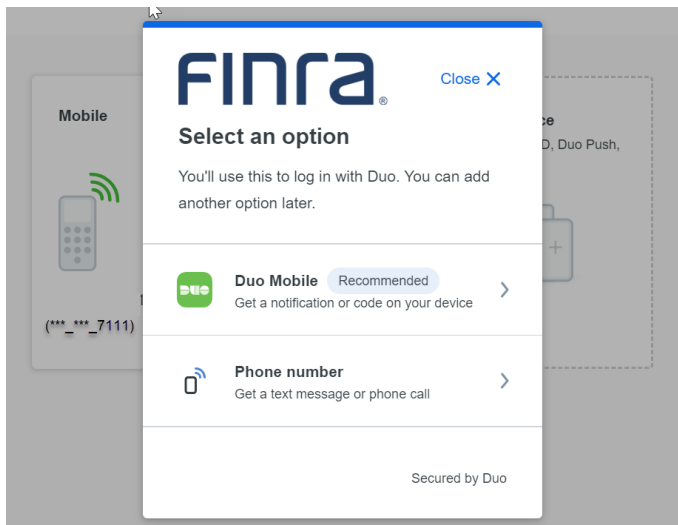 FINRA®
Close
Select an option
You'll use this to log in with Duo. You can add
another option later.
Duo Mobile Recommended
Get a notification or code on your device
Phone number
Get a text message or phone call
Secured by Duo
Mobile
(***_***_7111)
Duo Push,
DUO